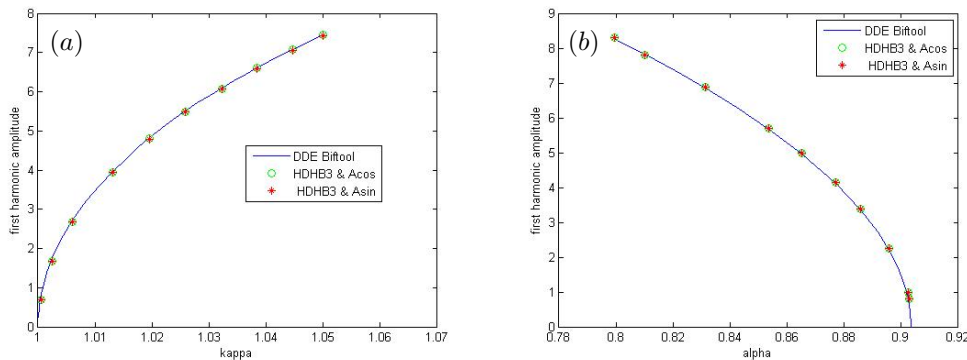 (a)
8
7
6
5
4
3
2
1
0
first harmonic amplitude
DDE Biftool
HDHB3 & Acos
HDHB3 & Asin
1
1.01
1.02
1.03
1.04
1.05
1.06
1.07
kappa
(b)
9
8
7
6
5
4
3
2
1
0
first harmonic amplitude
DDE Biftool
HDHB3 & Acos
HDHB3 & Asin
0.78
0.8
0.82
0.84
0.86
0.88
0.9
0.92
alpha